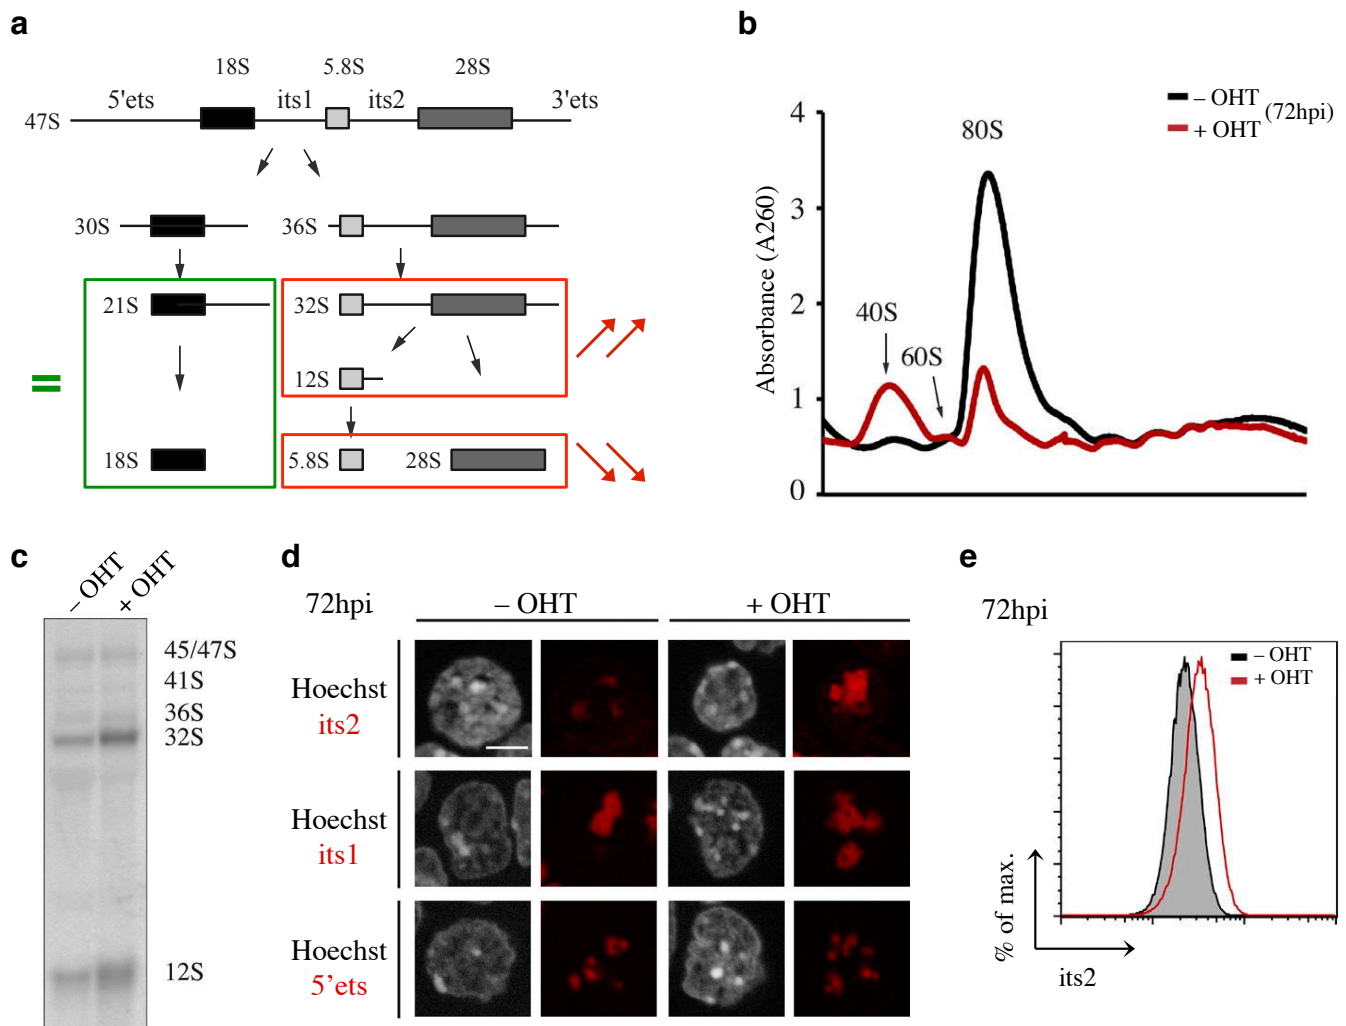 a
18S 5.8S 28S
5'ets its1 its2 3'ets
47S
30S 36S
21S 32S
12S
=
18S 5.8S 28S
b
– OHT
+ OHT
(72hpi)
80S
40S
60S
Absorbance (A260)
4
3
2
1
0
c
– OHT
+ OHT
45/47S
41S
36S
32S
12S
d
72hpi – OHT + OHT
Hoechst
its2
Hoechst
its1
Hoechst
5’ets
e
72hpi
– OHT
+ OHT
% of max.
its2